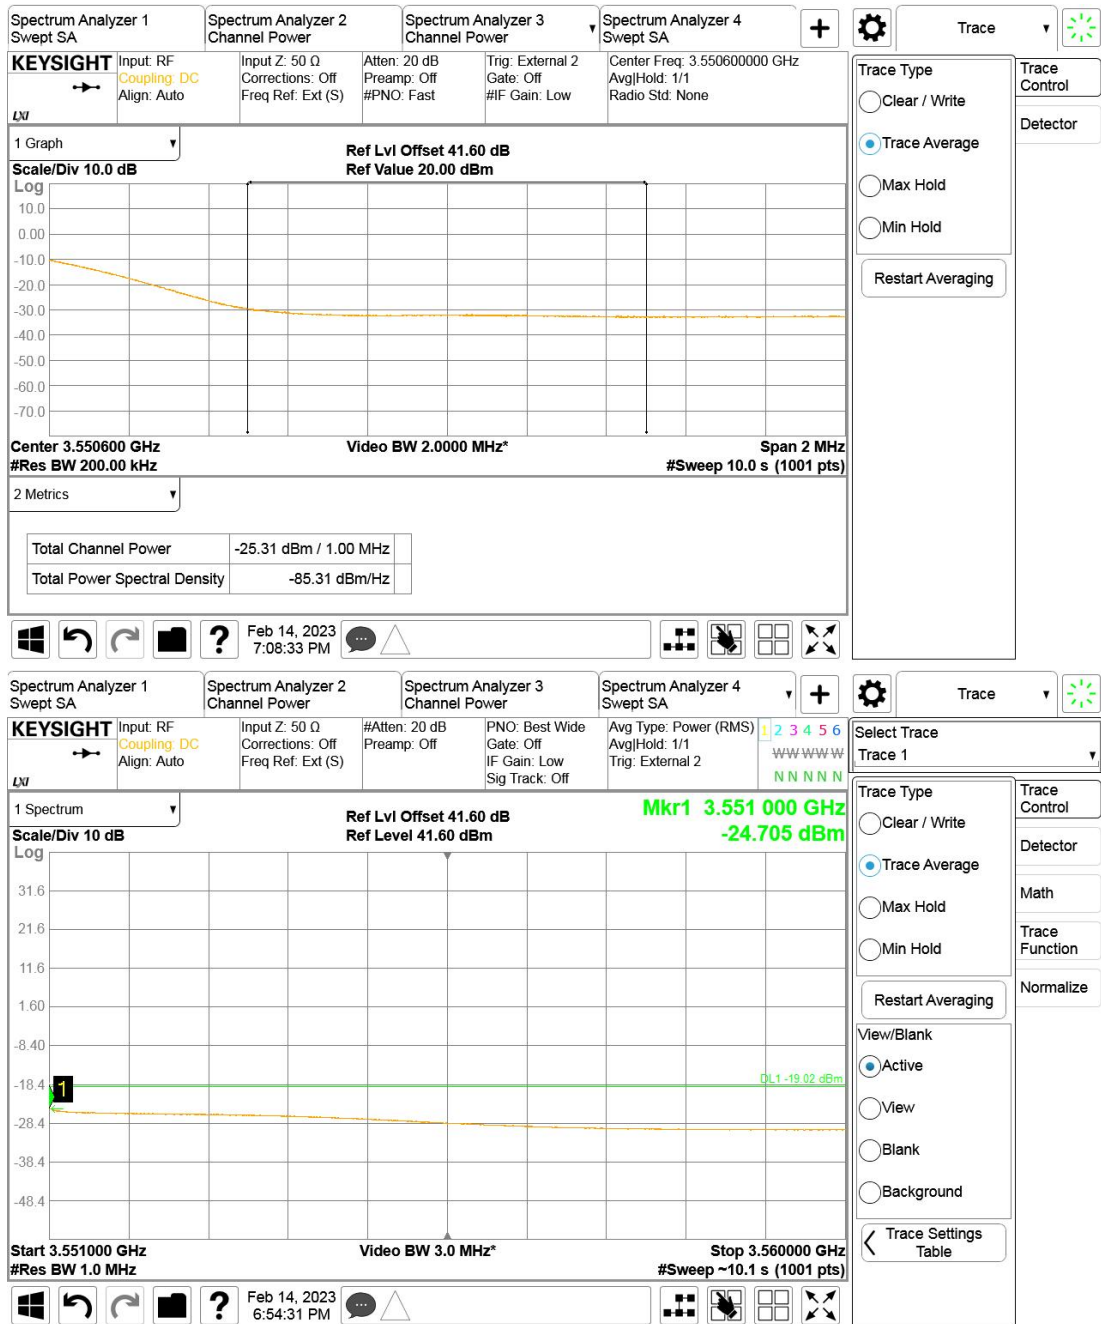 Spectrum Analyzer 1
Swept SA
Spectrum Analyzer 2
Channel Power
Spectrum Analyzer 3
Channel Power
Spectrum Analyzer 4
Swept SA
Trace
KEYSIGHT
LXI
Input: RF
Coupling: DC
Align: Auto
Input Z: 50 Ω
Corrections: Off
Freq Ref: Ext (S)
Atten: 20 dB
Preamp: Off
#PNO: Fast
Trig: External 2
Gate: Off
#IF Gain: Low
Center Freq: 3.550600000 GHz
Avg|Hold: 1/1
Radio Std: None
Trace Type
Clear / Write
Trace Average
Max Hold
Min Hold
Restart Averaging
Trace
Control
Detector
1 Graph
Scale/Div 10.0 dB
Ref Lvl Offset 41.60 dB
Ref Value 20.00 dBm
Log
10.0
0.00
-10.0
-20.0
-30.0
-40.0
-50.0
-60.0
-70.0
Center 3.550600 GHz
#Res BW 200.00 kHz
Video BW 2.0000 MHz*
Span 2 MHz
#Sweep 10.0 s (1001 pts)
2 Metrics
Total Channel Power -25.31 dBm / 1.00 MHz
Total Power Spectral Density -85.31 dBm/Hz
?
Feb 14, 2023
7:08:33 PM
Spectrum Analyzer 1
Swept SA
Spectrum Analyzer 2
Channel Power
Spectrum Analyzer 3
Channel Power
Spectrum Analyzer 4
Swept SA
Trace
KEYSIGHT
LXI
Input: RF
Coupling: DC
Align: Auto
Input Z: 50 Ω
Corrections: Off
Freq Ref: Ext (S)
#Atten: 20 dB
Preamp: Off
PNO: Best Wide
Gate: Off
IF Gain: Low
Sig Track: Off
Avg Type: Power (RMS)
Avg|Hold: 1/1
Trig: External 2
1 2 3 4 5 6
W W W W W
N N N N N
Select Trace
Trace 1
Trace Type
Clear / Write
Trace Average
Max Hold
Min Hold
Restart Averaging
View/Blank
Active
View
Blank
Background
Trace Settings
Table
Trace
Control
Detector
Math
Trace
Function
Normalize
1 Spectrum
Scale/Div 10 dB
Ref Lvl Offset 41.60 dB
Ref Level 41.60 dBm
Mkr1 3.551 000 GHz
-24.705 dBm
Log
31.6
21.6
11.6
1.60
-8.40
-18.4
-28.4
-38.4
-48.4
1
DL1 -19.02 dBm
Start 3.551000 GHz
#Res BW 1.0 MHz
Video BW 3.0 MHz*
Stop 3.560000 GHz
#Sweep ~10.1 s (1001 pts)
?
Feb 14, 2023
6:54:31 PM